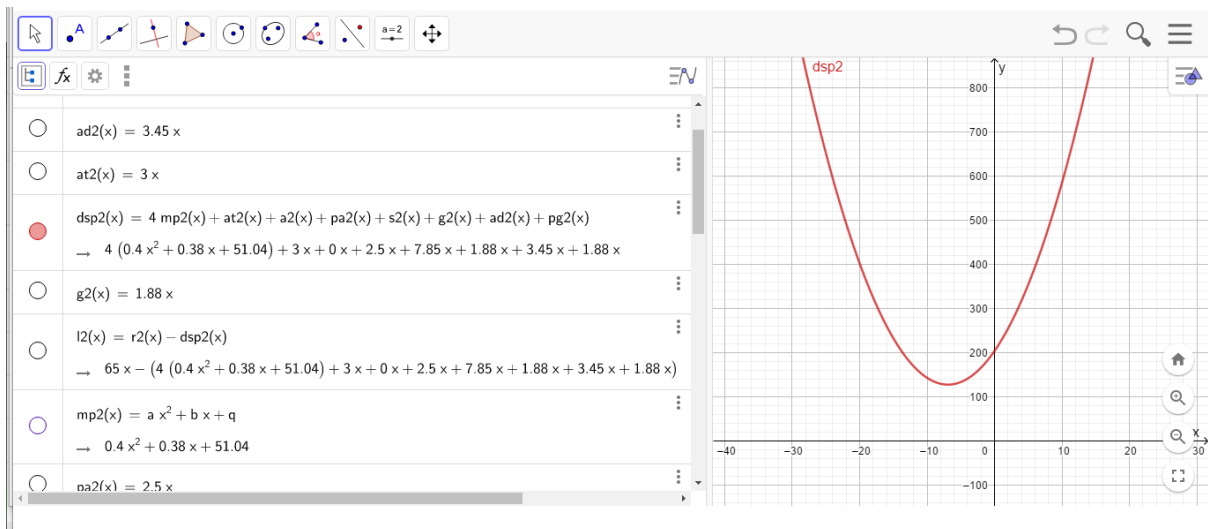 A
a=2
fx
ad2(x) = 3.45 x
at2(x) = 3 x
dsp2(x) = 4 mp2(x) + at2(x) + a2(x) + pa2(x) + s2(x) + g2(x) + ad2(x) + pg2(x)
→ 4 (0.4 x² + 0.38 x + 51.04) + 3 x + 0 x + 2.5 x + 7.85 x + 1.88 x + 3.45 x + 1.88 x
g2(x) = 1.88 x
l2(x) = r2(x) − dsp2(x)
→ 65 x − (4 (0.4 x² + 0.38 x + 51.04) + 3 x + 0 x + 2.5 x + 7.85 x + 1.88 x + 3.45 x + 1.88 x)
mp2(x) = a x² + b x + q
→ 0.4 x² + 0.38 x + 51.04
pa2(x) = 2.5 x
dsp2
y
800
700
600
500
400
300
200
100
x
−40 −30 −20 −10 0 10 20 30
−100